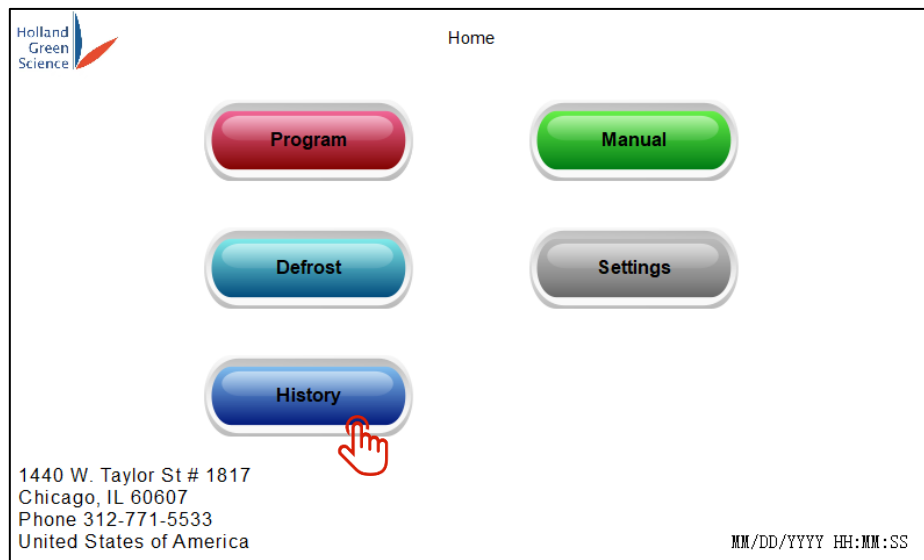 Holland
Green
Science
Home
Program
Manual
Defrost
Settings
History
1440 W. Taylor St # 1817
Chicago, IL 60607
Phone 312-771-5533
United States of America
MM/DD/YYYY HH:MM:SS